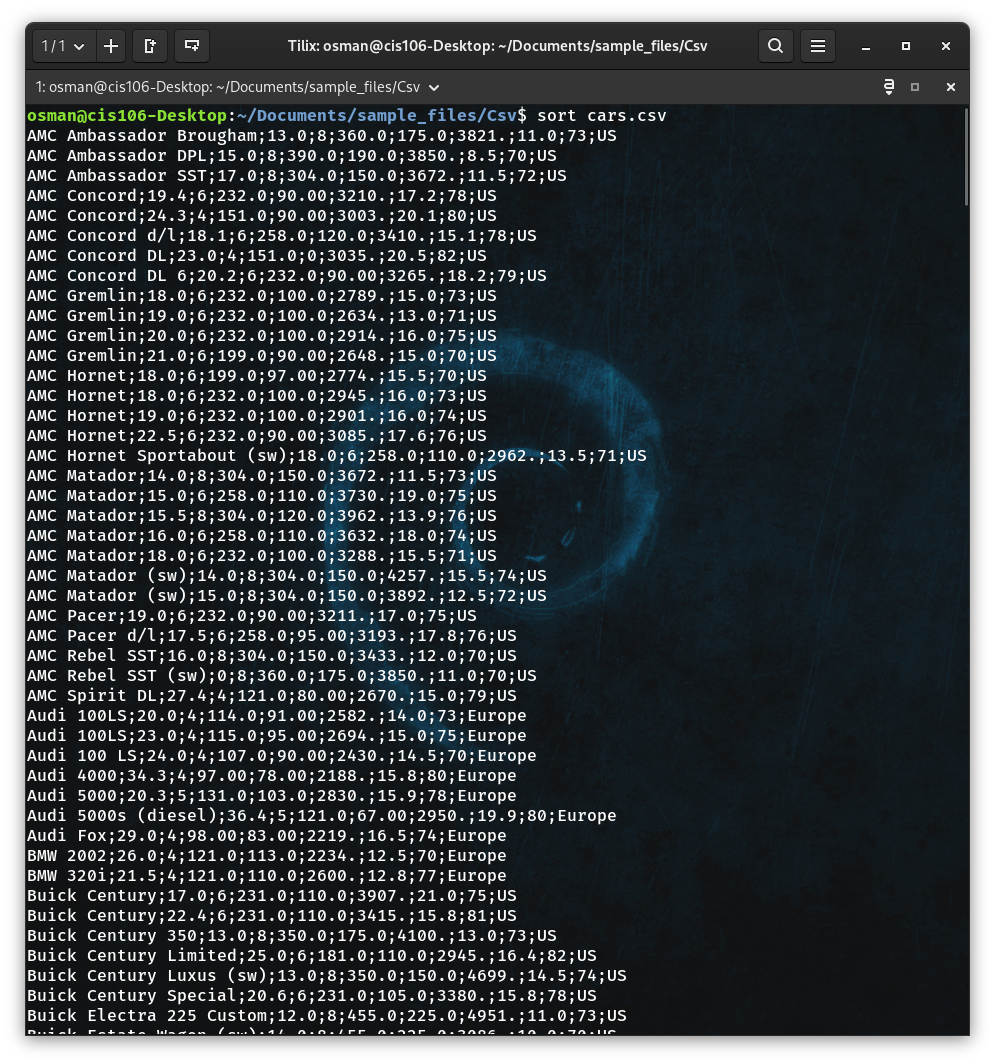 1 / 1
Tilix: osman@cis106-Desktop: ~/Documents/sample_files/Csv
1: osman@cis106-Desktop: ~/Documents/sample_files/Csv
a
osman@cis106-Desktop:~/Documents/sample_files/Csv$ sort cars.csv
AMC Ambassador Brougham;13.0;8;360.0;175.0;3821.;11.0;73;US
AMC Ambassador DPL;15.0;8;390.0;190.0;3850.;8.5;70;US
AMC Ambassador SST;17.0;8;304.0;150.0;3672.;11.5;72;US
AMC Concord;19.4;6;232.0;90.00;3210.;17.2;78;US
AMC Concord;24.3;4;151.0;90.00;3003.;20.1;80;US
AMC Concord d/l;18.1;6;258.0;120.0;3410.;15.1;78;US
AMC Concord DL;23.0;4;151.0;0;3035.;20.5;82;US
AMC Concord DL 6;20.2;6;232.0;90.00;3265.;18.2;79;US
AMC Gremlin;18.0;6;232.0;100.0;2789.;15.0;73;US
AMC Gremlin;19.0;6;232.0;100.0;2634.;13.0;71;US
AMC Gremlin;20.0;6;232.0;100.0;2914.;16.0;75;US
AMC Gremlin;21.0;6;199.0;90.00;2648.;15.0;70;US
AMC Hornet;18.0;6;199.0;97.00;2774.;15.5;70;US
AMC Hornet;18.0;6;232.0;100.0;2945.;16.0;73;US
AMC Hornet;19.0;6;232.0;100.0;2901.;16.0;74;US
AMC Hornet;22.5;6;232.0;90.00;3085.;17.6;76;US
AMC Hornet Sportabout (sw);18.0;6;258.0;110.0;2962.;13.5;71;US
AMC Matador;14.0;8;304.0;150.0;3672.;11.5;73;US
AMC Matador;15.0;6;258.0;110.0;3730.;19.0;75;US
AMC Matador;15.5;8;304.0;120.0;3962.;13.9;76;US
AMC Matador;16.0;6;258.0;110.0;3632.;18.0;74;US
AMC Matador;18.0;6;232.0;100.0;3288.;15.5;71;US
AMC Matador (sw);14.0;8;304.0;150.0;4257.;15.5;74;US
AMC Matador (sw);15.0;8;304.0;150.0;3892.;12.5;72;US
AMC Pacer;19.0;6;232.0;90.00;3211.;17.0;75;US
AMC Pacer d/l;17.5;6;258.0;95.00;3193.;17.8;76;US
AMC Rebel SST;16.0;8;304.0;150.0;3433.;12.0;70;US
AMC Rebel SST (sw);0;8;360.0;175.0;3850.;11.0;70;US
AMC Spirit DL;27.4;4;121.0;80.00;2670.;15.0;79;US
Audi 100LS;20.0;4;114.0;91.00;2582.;14.0;73;Europe
Audi 100LS;23.0;4;115.0;95.00;2694.;15.0;75;Europe
Audi 100 LS;24.0;4;107.0;90.00;2430.;14.5;70;Europe
Audi 4000;34.3;4;97.00;78.00;2188.;15.8;80;Europe
Audi 5000;20.3;5;131.0;103.0;2830.;15.9;78;Europe
Audi 5000s (diesel);36.4;5;121.0;67.00;2950.;19.9;80;Europe
Audi Fox;29.0;4;98.00;83.00;2219.;16.5;74;Europe
BMW 2002;26.0;4;121.0;113.0;2234.;12.5;70;Europe
BMW 320i;21.5;4;121.0;110.0;2600.;12.8;77;Europe
Buick Century;17.0;6;231.0;110.0;3907.;21.0;75;US
Buick Century;22.4;6;231.0;110.0;3415.;15.8;81;US
Buick Century 350;13.0;8;350.0;175.0;4100.;13.0;73;US
Buick Century Limited;25.0;6;181.0;110.0;2945.;16.4;82;US
Buick Century Luxus (sw);13.0;8;350.0;150.0;4699.;14.5;74;US
Buick Century Special;20.6;6;231.0;105.0;3380.;15.8;78;US
Buick Electra 225 Custom;12.0;8;455.0;225.0;4951.;11.0;73;US
Buick Estate Wagon (sw);14.0;8;455.0;225.0;3086.;10.0;70;US